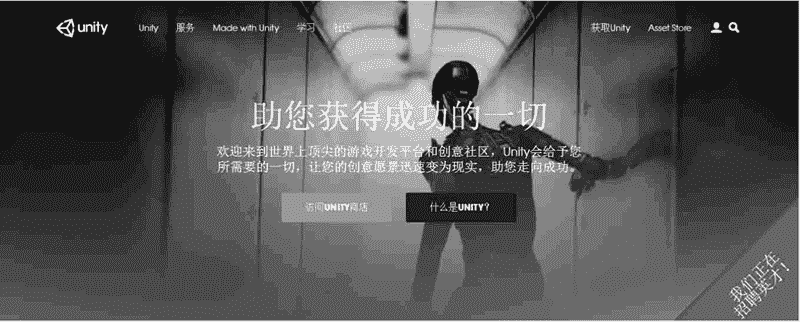 unity Unity 服务 Made with Unity 学习 社区 获取Unity Asset Store
助您获得成功的一切
欢迎来到世界上顶尖的游戏开发平台和创意社区，Unity会给予您
所需要的一切，让您的创意愿景迅速变为现实，助您走向成功。
访问UNITY商店 什么是UNITY？
我们正在
招聘英才！